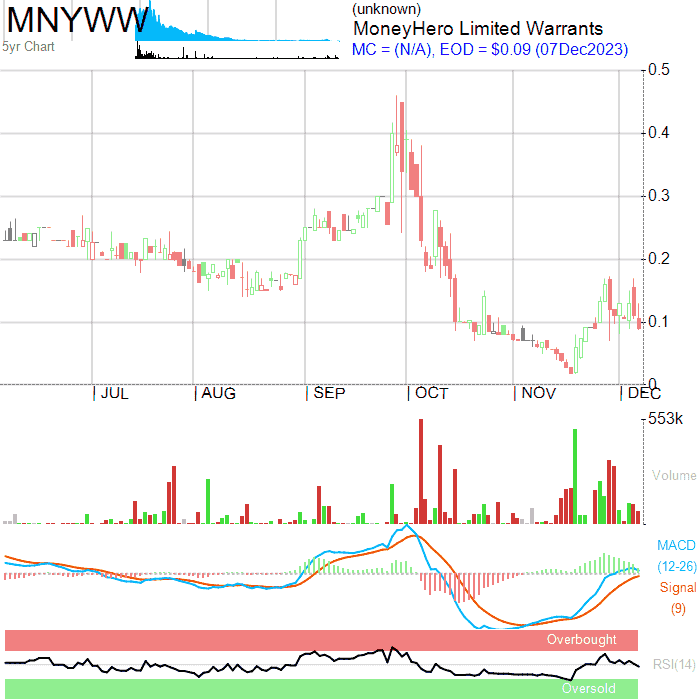 MNYWW
(unknown)
MoneyHero Limited Warrants
5yr Chart
MC = (N/A), EOD = $0.09 (07Dec2023)
0.5
0.4
0.3
0.2
0.1
0
JUL AUG SEP OCT NOV DEC
553k
Volume
MACD
(12-26)
Signal
(9)
Overbought
RSI(14)
Oversold